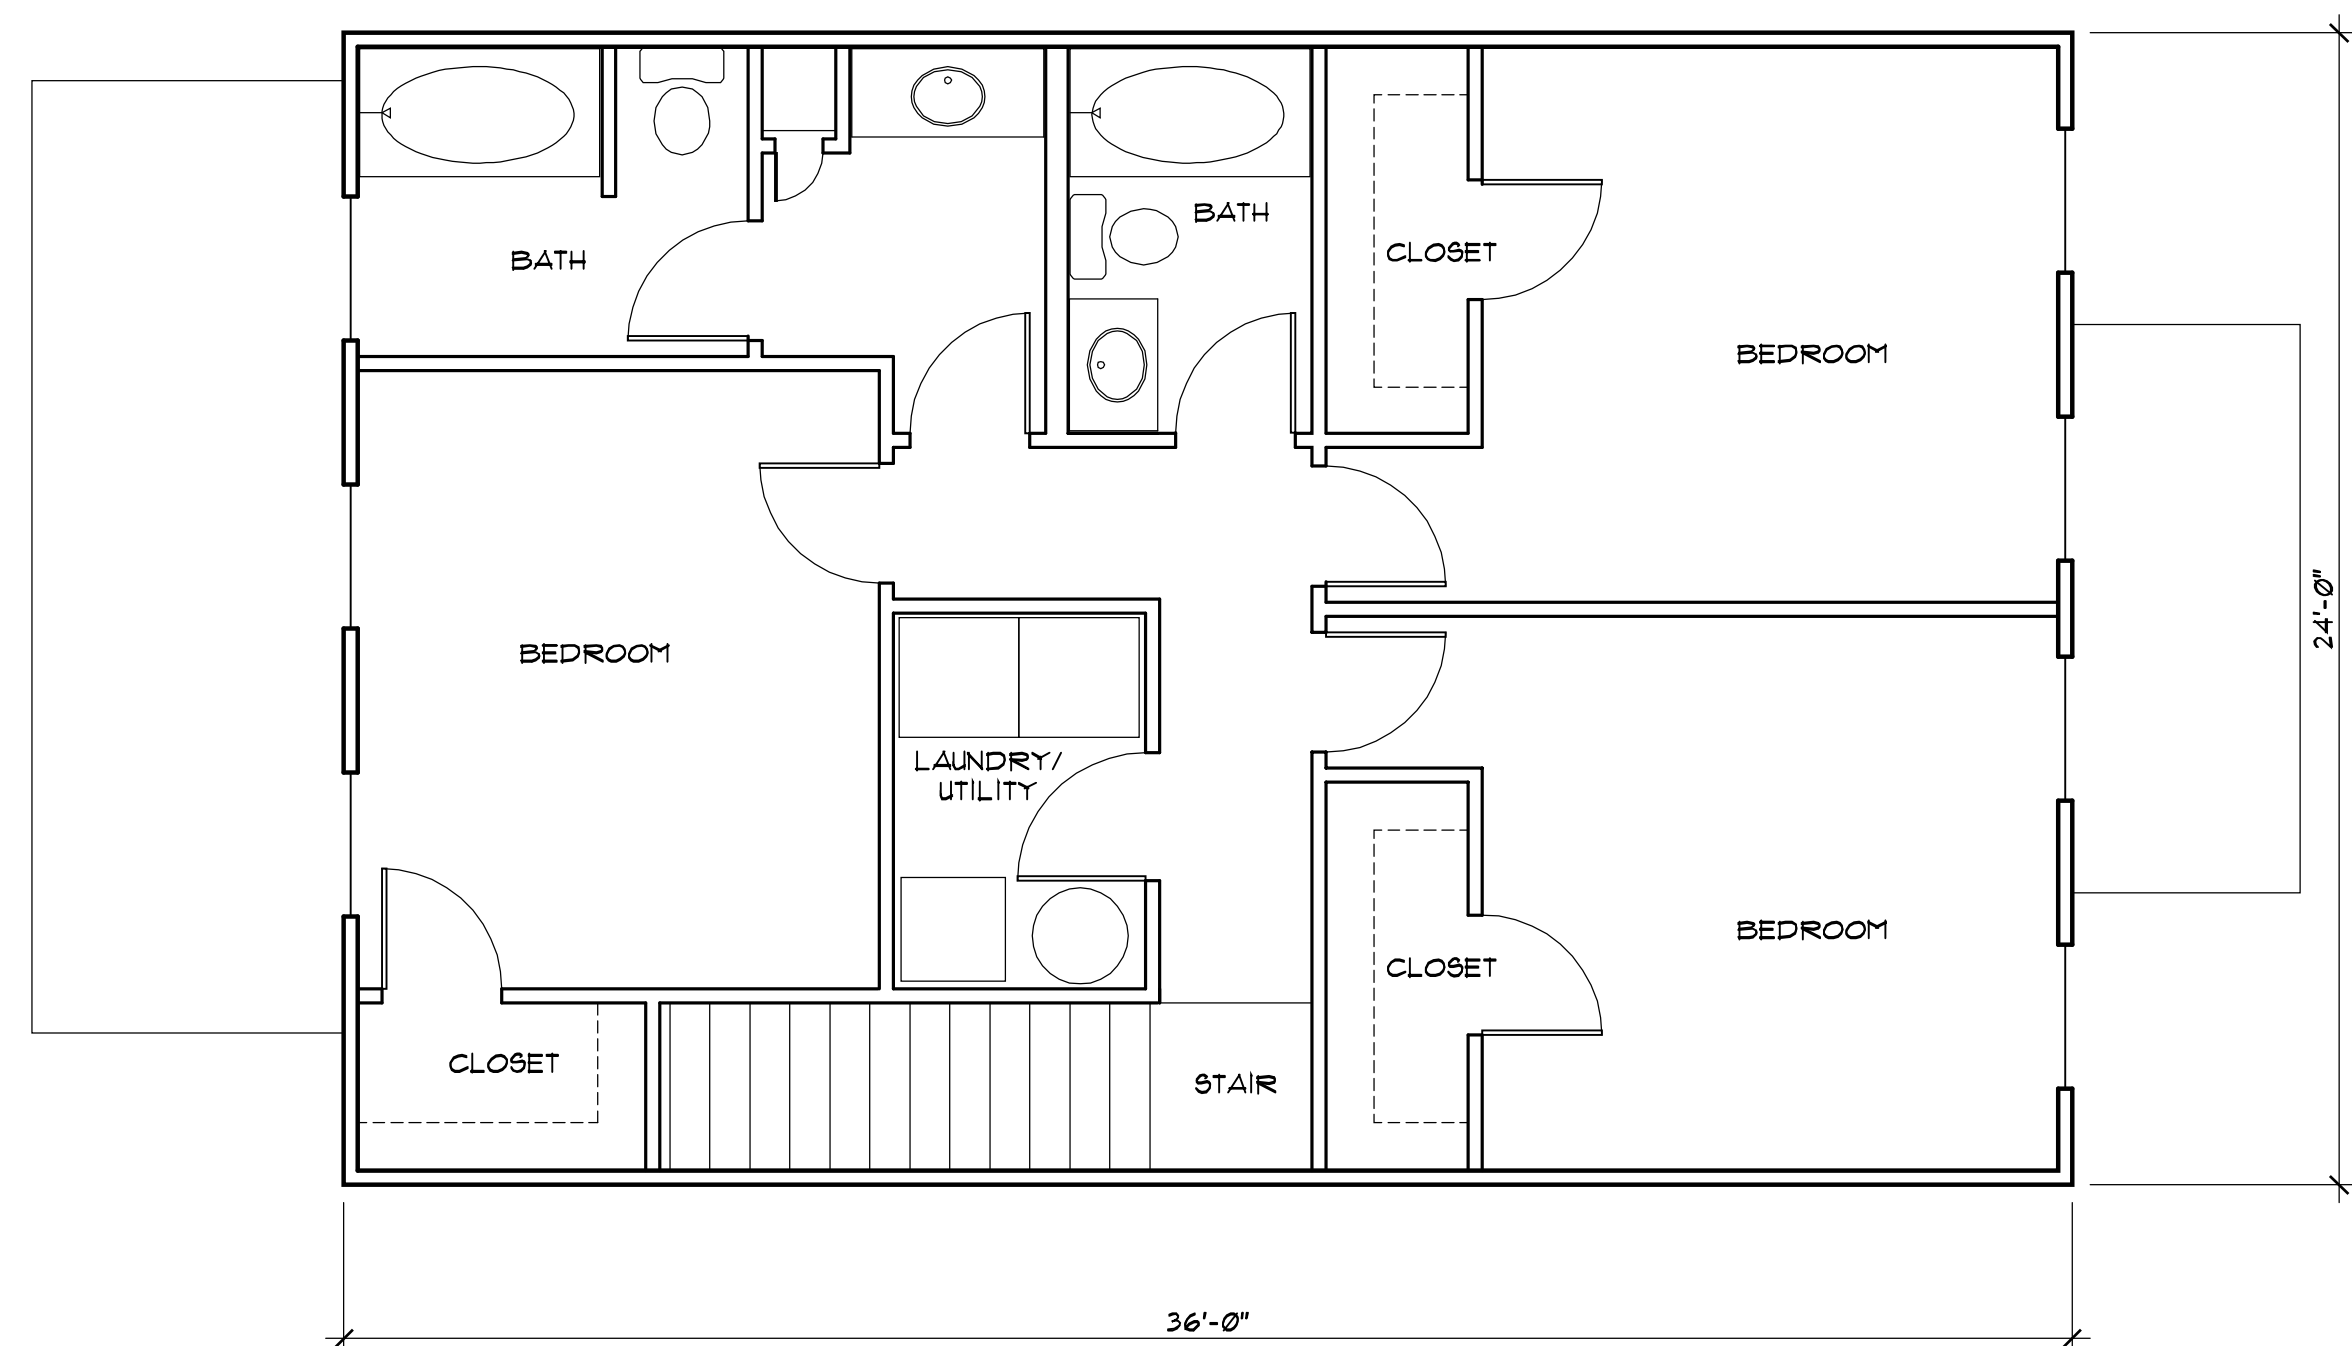 BATH
BATH
CLOSET
BEDROOM
BEDROOM
24'-0"
LAUNDRY/
UTILITY
BEDROOM
CLOSET
CLOSET
STAIR
36'-0"